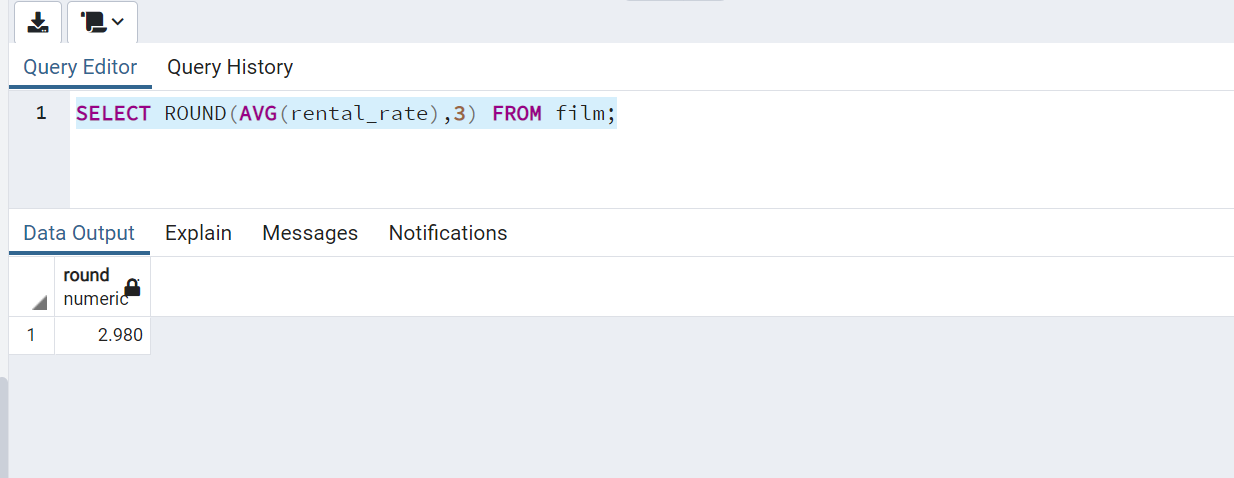 Query Editor Query History
1 SELECT ROUND(AVG(rental_rate),3) FROM film;
Data Output Explain Messages Notifications
round
numeric
1 2.980